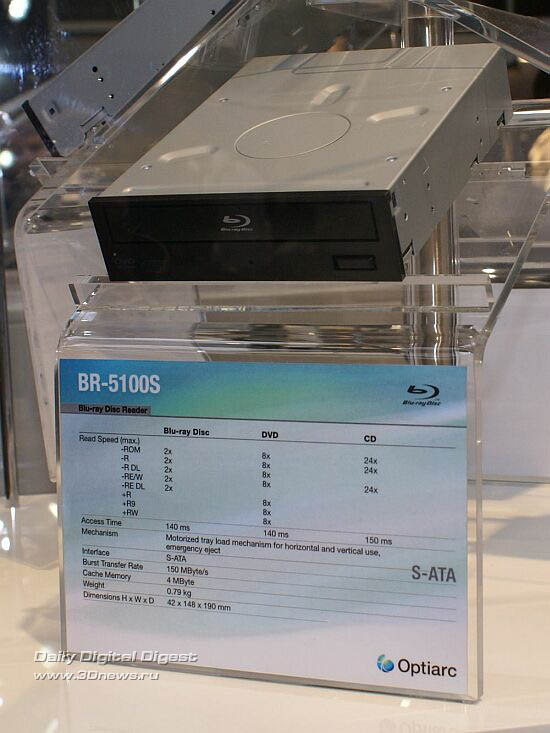 Blu-ray Disc
BR-5100S
Blu-ray Disc
Blu-ray Disc Reader
Blu-ray Disc DVD CD
Read Speed (max.)
-ROM 2x 8x 24x
-R 2x 8x 24x
-R DL 2x 8x
-RE/W 2x 8x 24x
-RE DL 2x
+R 8x
+R9 8x
+RW 8x
Access Time 140 ms 140 ms 150 ms
Mechanism Motorized tray load mechanism for horizontal and vertical use,
emergency eject
Interface S-ATA
Burst Transfer Rate 150 MByte/s
Cache Memory 4 MByte
Weight 0.79 kg
Dimensions H x W x D 42 x 148 x 190 mm
S-ATA
Optiarc
Daily Digital Digest
www.3Dnews.ru